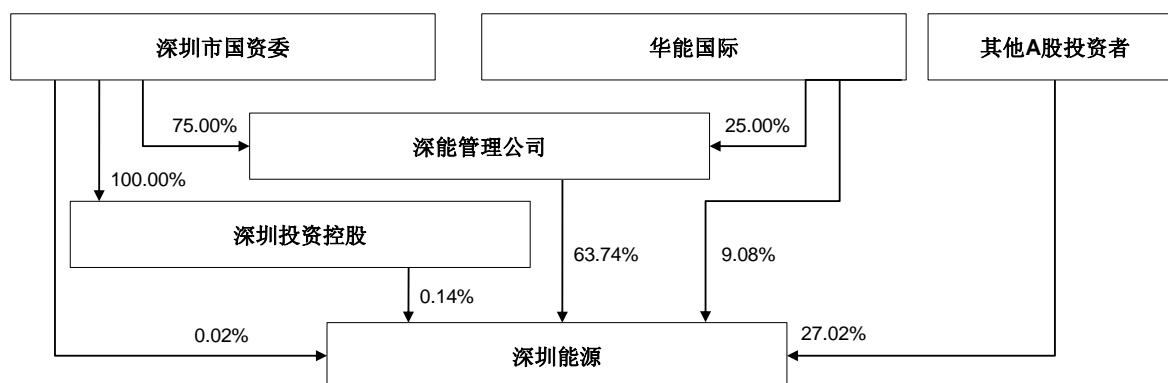 深圳市国资委
华能国际
其他A股投资者
75.00%
深能管理公司
25.00%
100.00%
深圳投资控股
63.74%
9.08%
0.14%
0.02%
深圳能源
27.02%